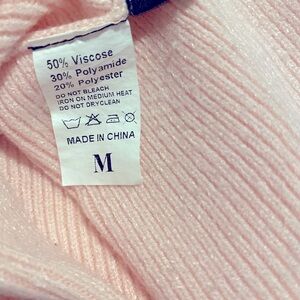 50% Viscose
30% Polyamide
20% Polyester
DO NOT BLEACH
IRON ON MEDIUM HEAT
DO NOT DRYCLEAN
MADE IN CHINA
M